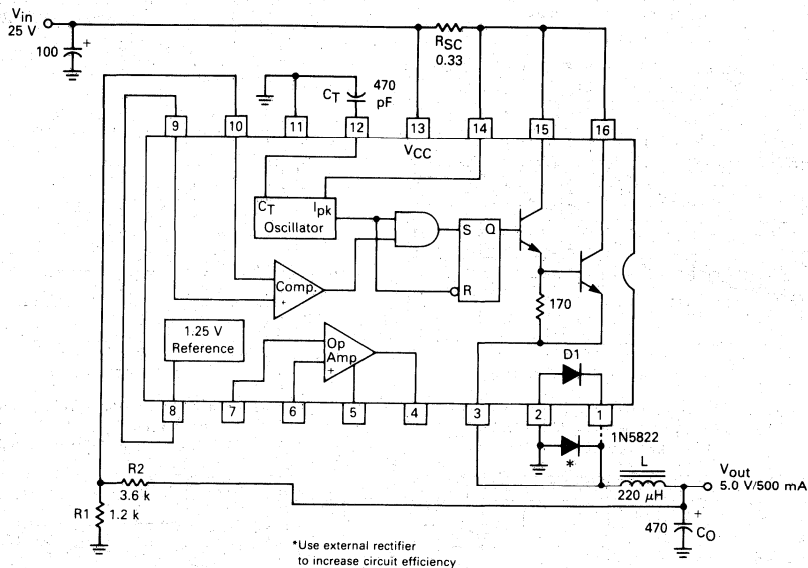 Vin
25 V
100
+
RSC
0.33
CT
470
pF
9
10
11
12
13
14
15
16
VCC
CT
Ipk
Oscillator
S
Q
R
Comp.
+
170
1.25 V
Reference
Op
Amp
+
D1
8
7
6
5
4
3
2
1
1N5822
*
L
220 μH
Vout
5.0 V/500 mA
R2
3.6 k
R1
1.2 k
+
470
CO
*Use external rectifier
to increase circuit efficiency